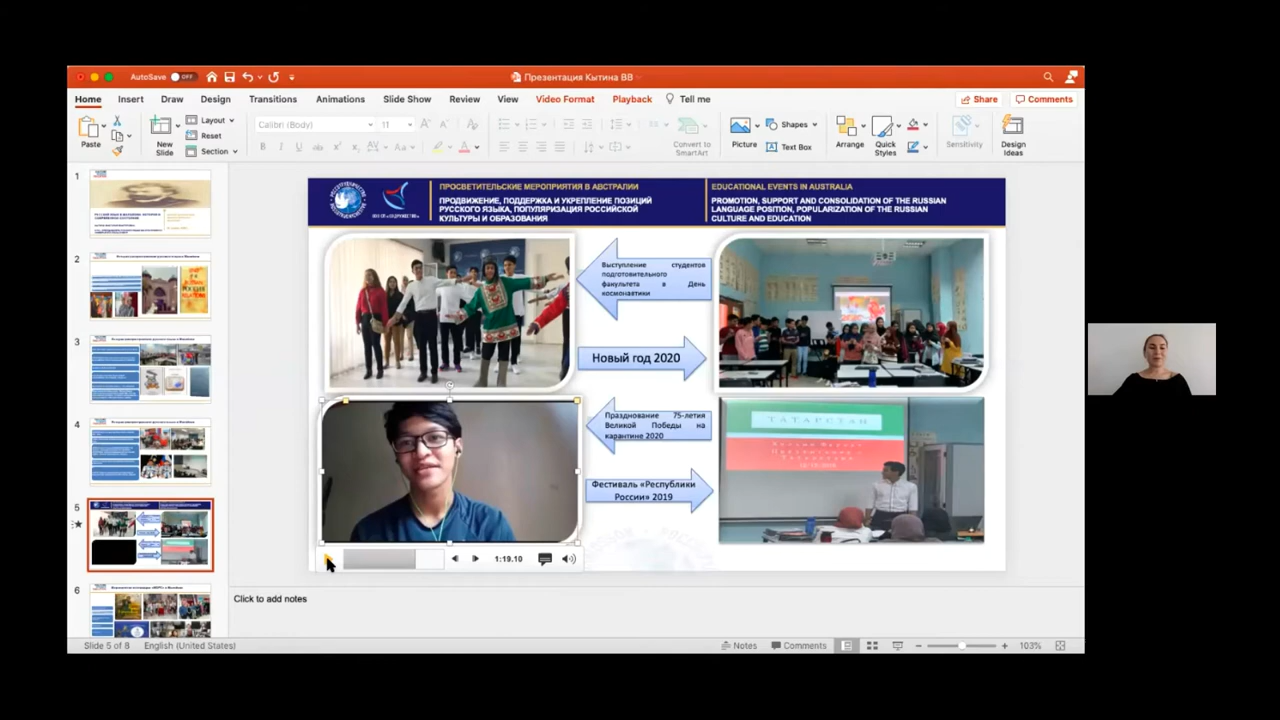 AutoSave OFF
Презентация Кытина ВВ
Home Insert Draw Design Transitions Animations Slide Show Review View Video Format Playback Tell me
Share Comments
Paste
New Slide
Layout
Reset
Section
Calibri (Body) 11
Convert to SmartArt
Picture
Shapes
Text Box
Arrange
Quick Styles
Sensitivity
Design Ideas
1
2
3
4
5
6
ПРОСВЕТИТЕЛЬСКИЕ МЕРОПРИЯТИЯ В АВСТРАЛИИ
ПРОДВИЖЕНИЕ, ПОДДЕРЖКА И УКРЕПЛЕНИЕ ПОЗИЦИЙ
РУССКОГО ЯЗЫКА, ПОПУЛЯРИЗАЦИЯ РОССИЙСКОЙ
КУЛЬТУРЫ И ОБРАЗОВАНИЯ
EDUCATIONAL EVENTS IN AUSTRALIA
PROMOTION, SUPPORT AND CONSOLIDATION OF THE RUSSIAN
LANGUAGE POSITION, POPULARIZATION OF THE RUSSIAN
CULTURE AND EDUCATION
Выступление студентов
подготовительного
факультета в День
космонавтики
Новый год 2020
Празднование 75-летия
Великой Победы на
карантине 2020
Фестиваль «Республики
России» 2019
ТАТАРСТАН
1:19.10
Click to add notes
Slide 5 of 8 English (United States)
Notes Comments 103%